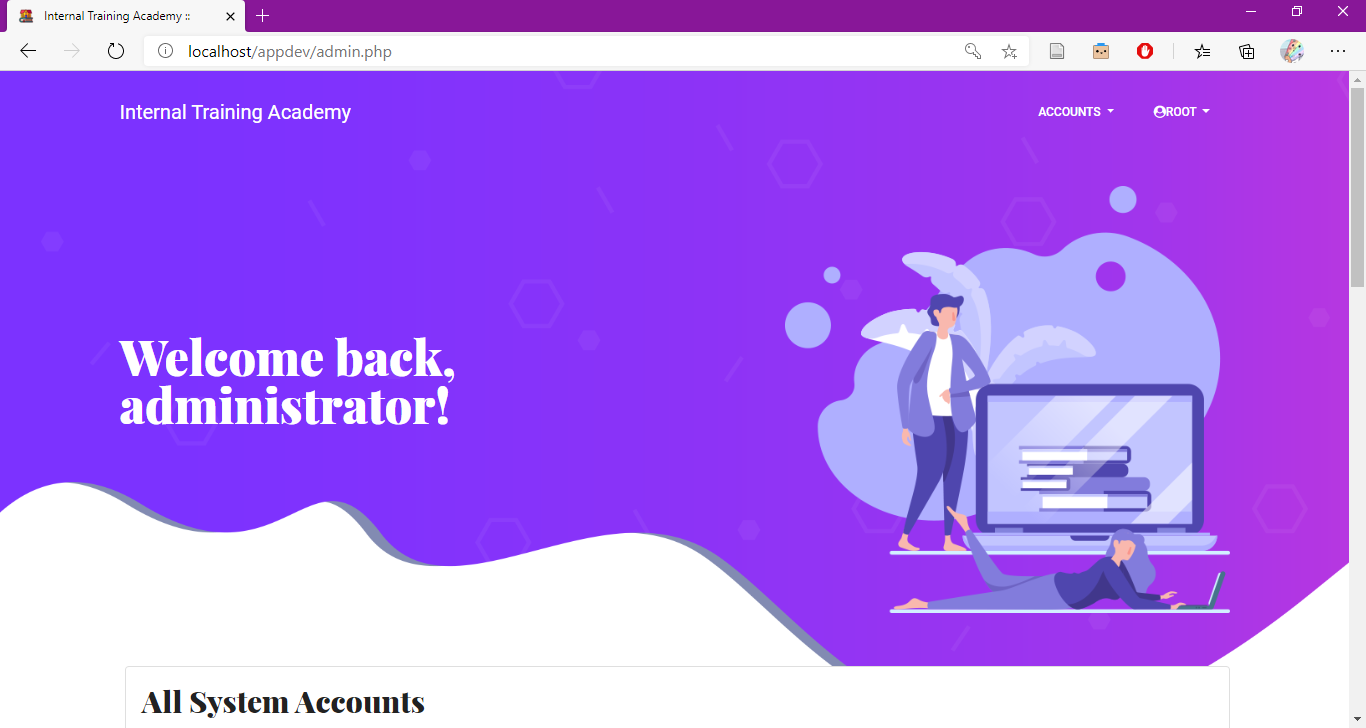 Internal Training Academy ::
localhost/appdev/admin.php
Internal Training Academy
ACCOUNTS
ROOT
Welcome back,
administrator!
All System Accounts